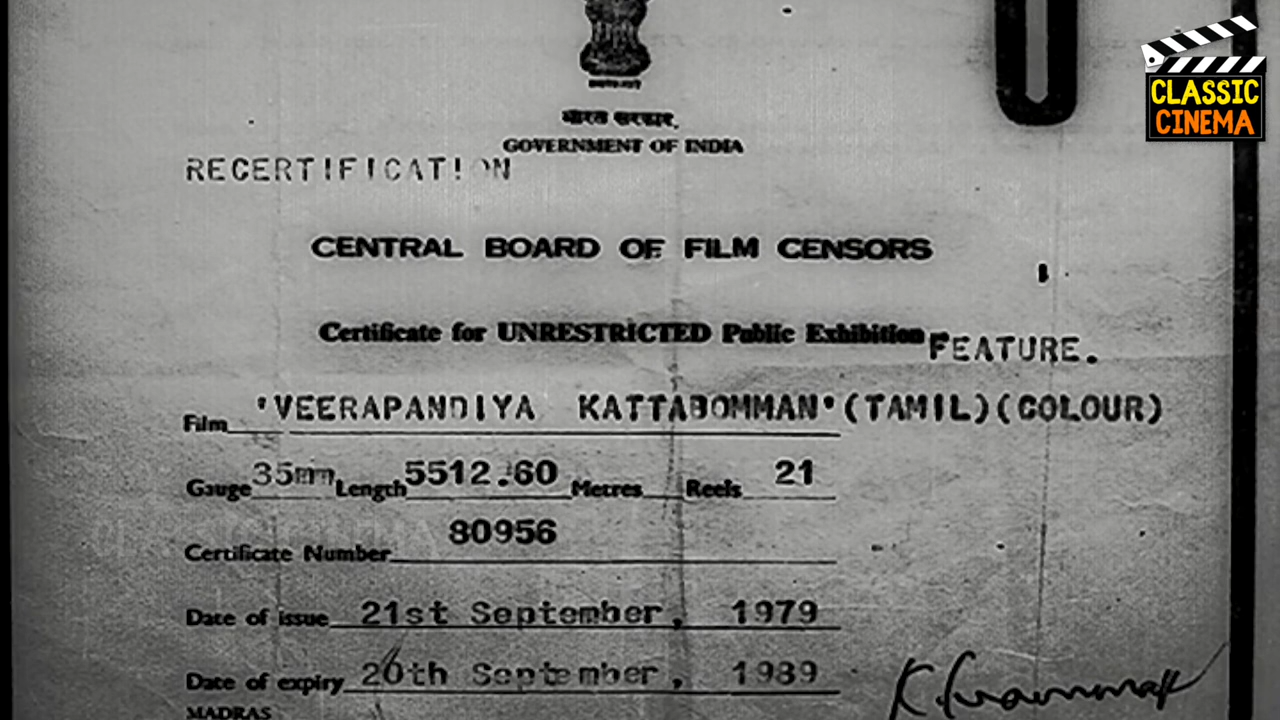 CLASSIC
CINEMA
भारत सरकार
GOVERNMENT OF INDIA
RECERTIFICATION
CENTRAL BOARD OF FILM CENSORS
Certificate for UNRESTRICTED Public Exhibition FEATURE.
Film 'VEERAPANDIYA KATTABOMMAN' (TAMIL)(COLOUR)
Gauge 35mm Length 5512.60 Metres Reels 21
Certificate Number 80956
Date of issue 21st September, 1979
Date of expiry 20th September, 1989
MADRAS